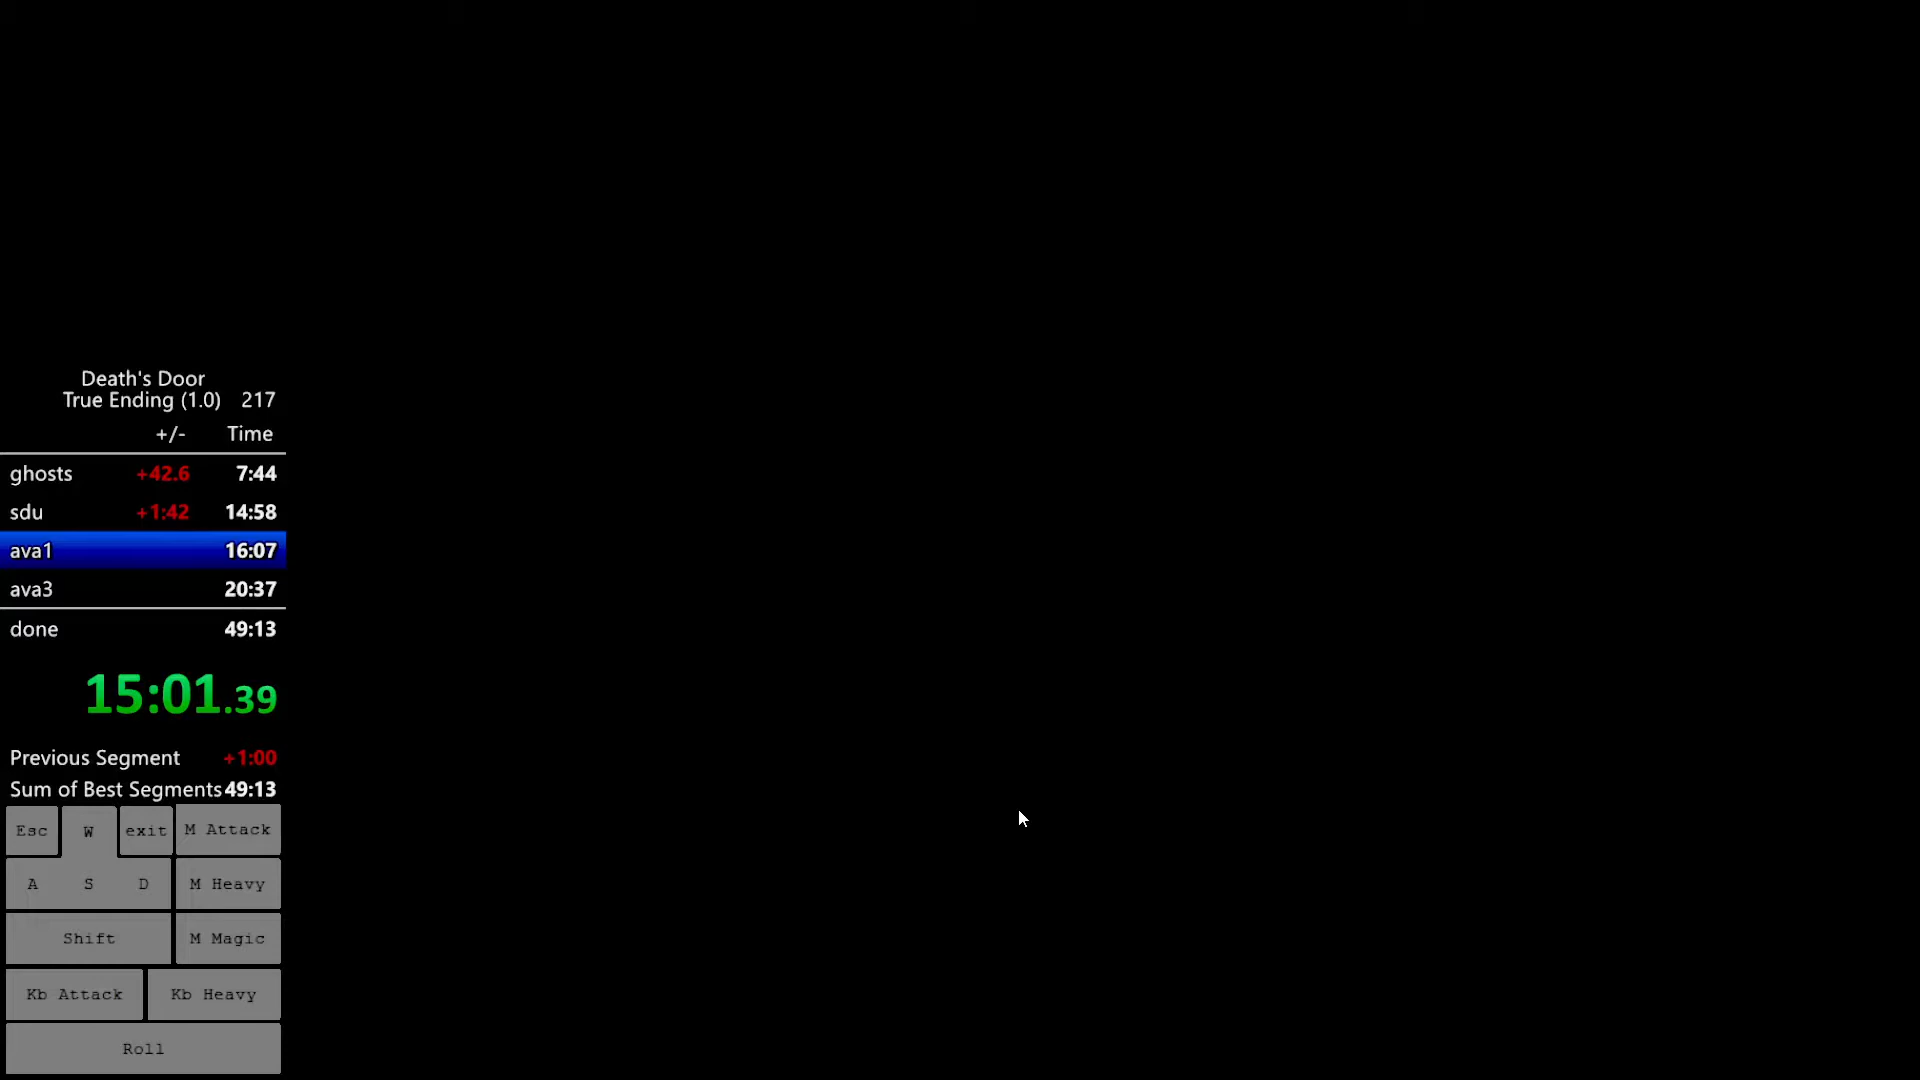 Death's Door
True Ending (1.0) 217
+/- Time
ghosts +42.6 7:44
sdu +1:42 14:58
ava1 16:07
ava3 20:37
done 49:13
15:01.39
Previous Segment +1:00
Sum of Best Segments 49:13
Esc W exit M Attack
A S D M Heavy
Shift M Magic
Kb Attack Kb Heavy
Roll